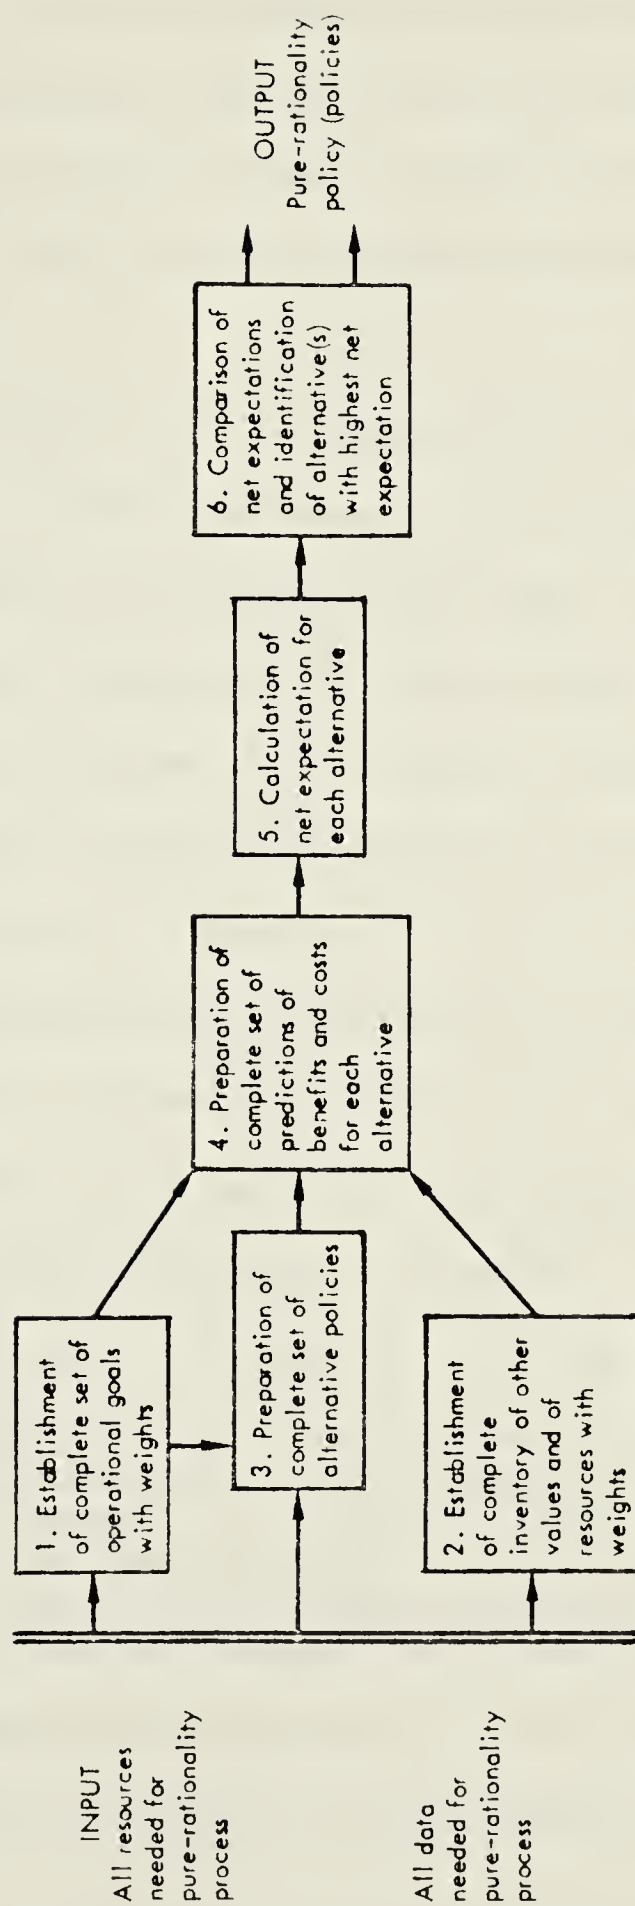 INPUT
All resources
needed for
pure-rationality
process
All data
needed for
pure-rationality
process
1. Establishment
of complete set of
operational goals
with weights
2. Establishment
of complete
inventory of other
values and of
resources with
weights
3. Preparation of
complete set of
alternative policies
4. Preparation of
complete set of
predictions of
benefits and costs
for each
alternative
5. Calculation of
net expectation for
each alternative
6. Comparison of
net expectations
and identification
of alternative(s)
with highest net
expectation
OUTPUT
Pure-rationality
policy (policies)